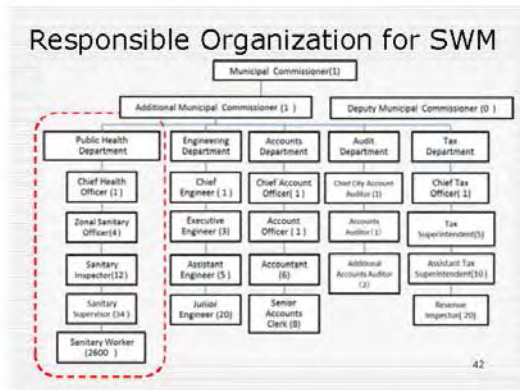 Responsible Organization for SWM
Municipal Commissioner(1)
Additional Municipal Commissioner (1 )
Deputy Municipal Commissioner (0 )
Public Health
Department
Engineering
Department
Accounts
Department
Audit
Department
Tax
Department
Chief Health
Officer (1)
Chief
Engineer ( 1 )
Chief Account
Officer( 1 )
Chief City Account
Auditor (1)
Chief Tax
Officer( 1)
Zonal Sanitary
Officer(4)
Executive
Engineer (3)
Account
Officer ( 1 )
Accounts
Auditor( 1 )
Tax
Superintendent(5)
Sanitary
Inspector(12)
Assistant
Engineer ( 5 )
Accountant
(6)
Additional
Accounts Auditor
Assistant Tax
Superintendent(10)
Sanitary
Supervisor (34 )
Junior
Engineer (20)
Senior
Accounts
Clerk (8)
Revenue
Inspector( 20)
Sanitary Worker
(2600 )
42